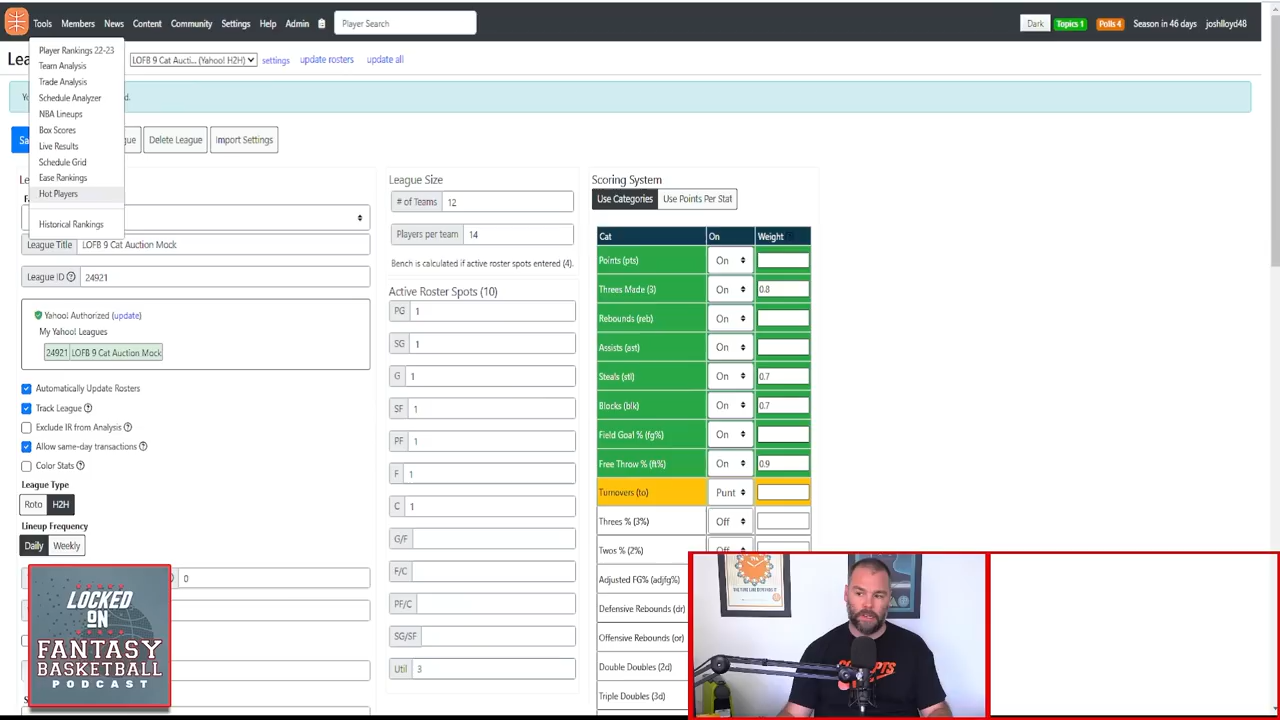 Tools Members News Content Community Settings Help Admin Player Search Dark Topics 1 Polls 4 Season in 46 days joshlloyd48
Player Rankings 22-23
Team Analysis
Trade Analysis
Schedule Analyzer
NBA Lineups
Box Scores
Live Results
Schedule Grid
Ease Rankings
Hot Players
Historical Rankings
LOFB 9 Cat Aucti... (Yahoo! H2H) settings update rosters update all
Delete League Import Settings
League Title LOFB 9 Cat Auction Mock
League ID 24921
Yahoo! Authorized (update)
My Yahoo! Leagues
24921 LOFB 9 Cat Auction Mock
Automatically Update Rosters
Track League
Exclude IR from Analysis
Allow same-day transactions
Color Stats
League Type
Roto H2H
Lineup Frequency
Daily Weekly
0
League Size
# of Teams 12
Players per team 14
Bench is calculated if active roster spots entered (4).
Active Roster Spots (10)
PG 1
SG 1
G 1
SF 1
PF 1
F 1
C 1
G/F
F/C
PF/C
SG/SF
Util 3
Scoring System
Use Categories Use Points Per Stat
Cat On Weight
Points (pts) On
Threes Made (3) On 0.8
Rebounds (reb) On
Assists (ast) On
Steals (stl) On 0.7
Blocks (blk) On 0.7
Field Goal % (fg%) On
Free Throw % (ft%) On 0.9
Turnovers (to) Punt
Threes % (3%) Off
Twos % (2%) Off
Adjusted FG% (adjfg%)
Defensive Rebounds (dr)
Offensive Rebounds (or)
Double Doubles (2d)
Triple Doubles (3d)
LOCKED
ON
FANTASY
BASKETBALL
PODCAST